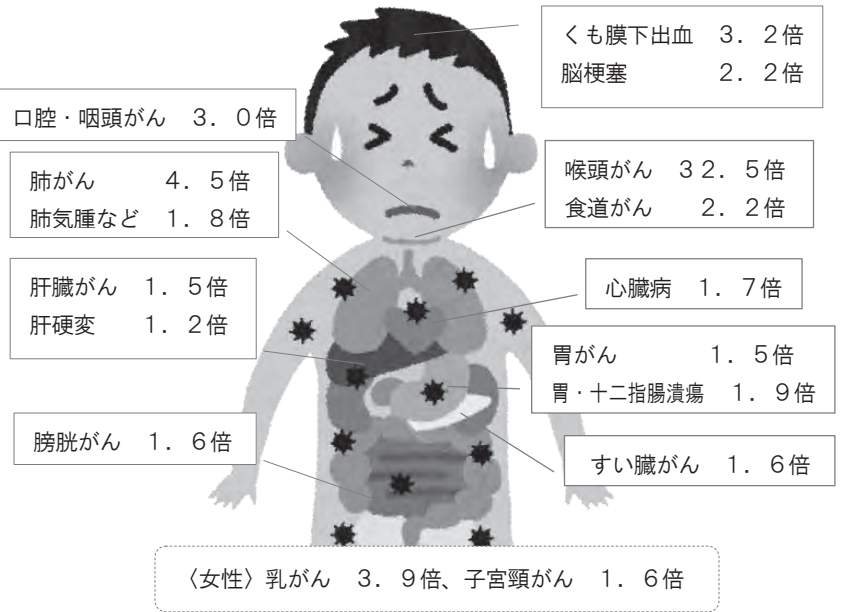 くも膜下出血　３．２倍
脳梗塞　２．２倍
口腔・咽頭がん　３．０倍
肺がん　４．５倍
肺気腫など　１．８倍
喉頭がん　３２．５倍
食道がん　２．２倍
肝臓がん　１．５倍
肝硬変　１．２倍
心臓病　１．７倍
胃がん　１．５倍
胃・十二指腸潰瘍　１．９倍
膀胱がん　１．６倍
すい臓がん　１．６倍
〈女性〉乳がん　３．９倍、子宮頸がん　１．６倍